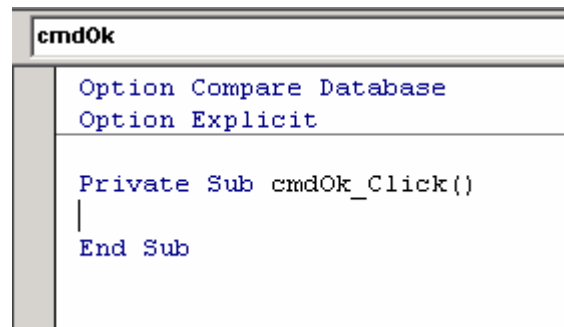 cmdOk
Option Compare Database
Option Explicit
Private Sub cmdOk_Click()
End Sub